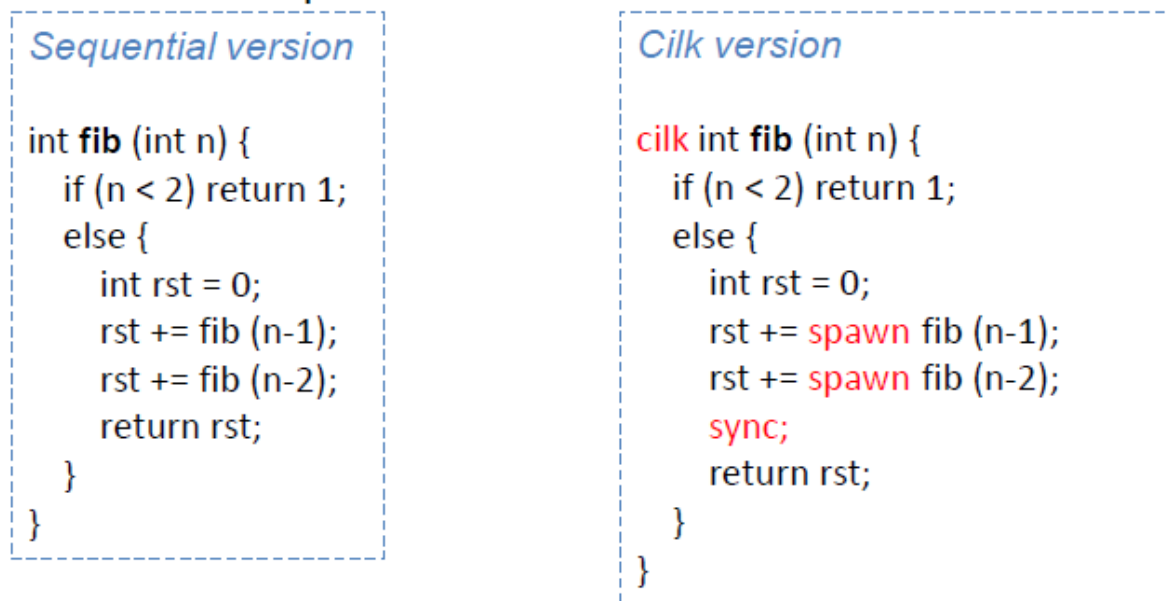 Sequential version
int fib (int n) {
if (n < 2) return 1;
else {
int rst = 0;
rst += fib (n-1);
rst += fib (n-2);
return rst;
}
}
Cilk version
cilk int fib (int n) {
if (n < 2) return 1;
else {
int rst = 0;
rst += spawn fib (n-1);
rst += spawn fib (n-2);
sync;
return rst;
}
}